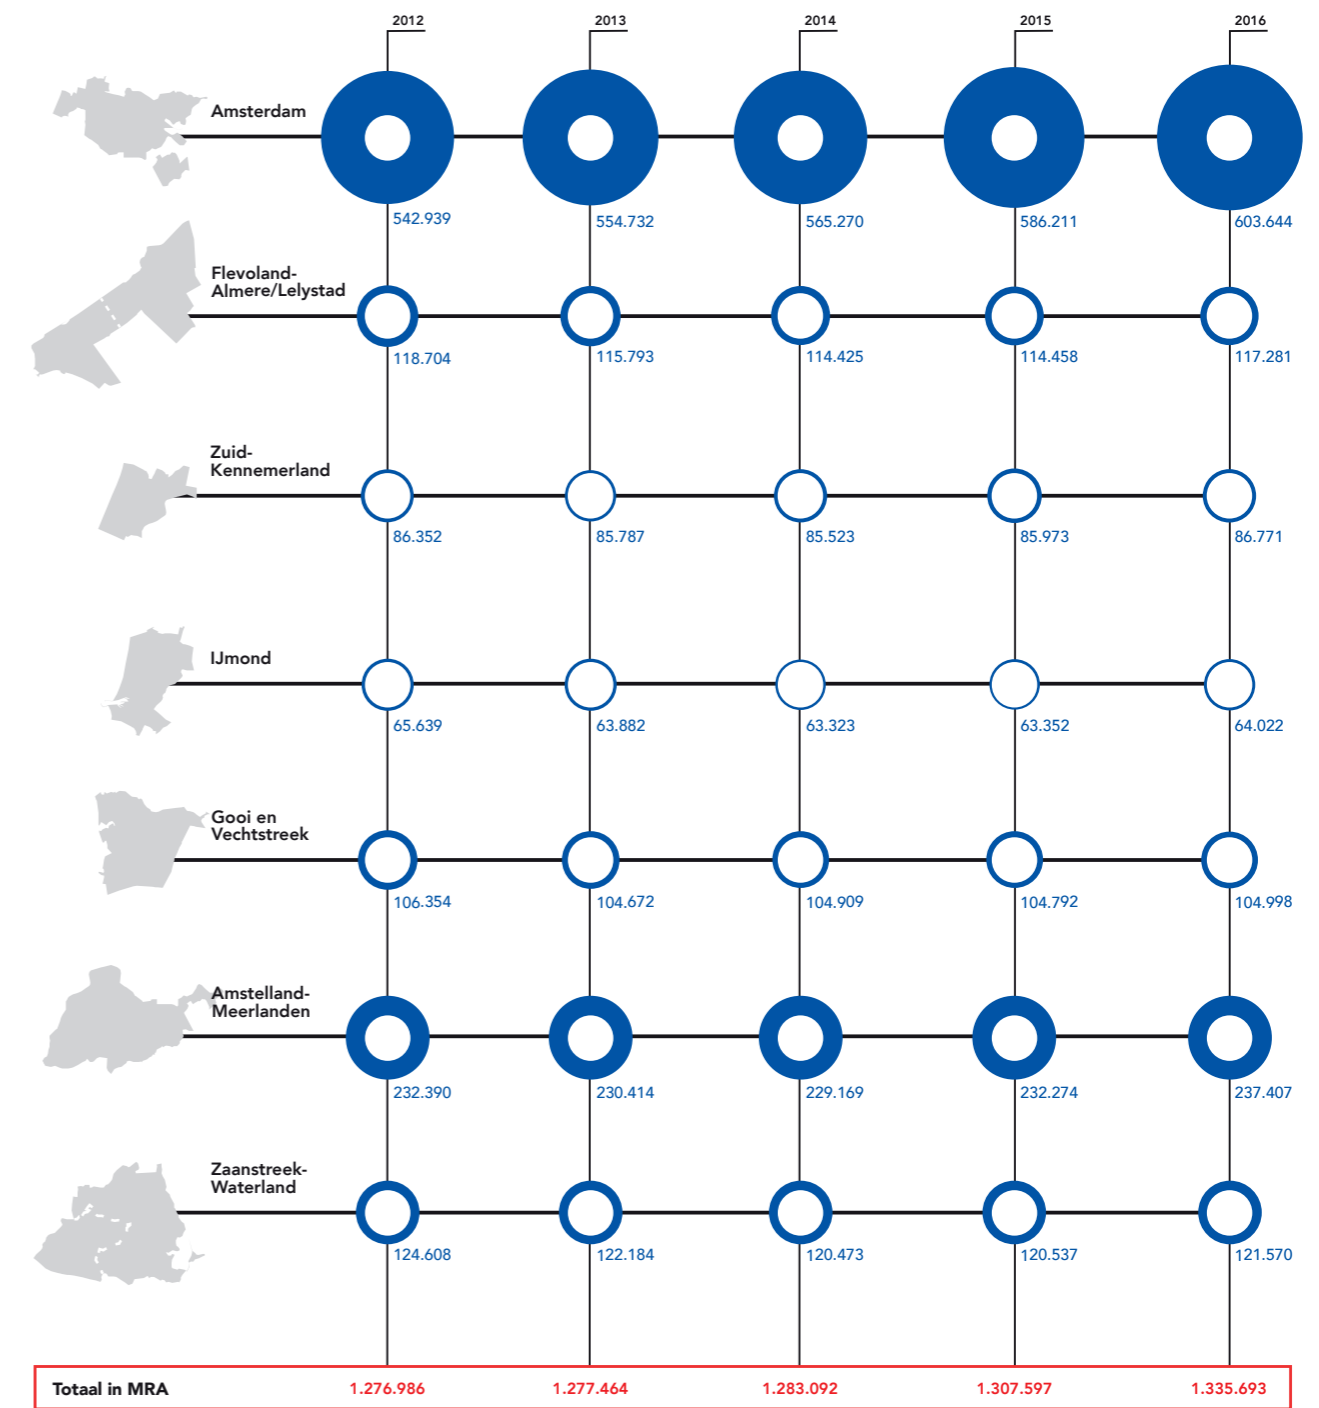 2012 2013 2014 2015 2016
Amsterdam
542.939 554.732 565.270 586.211 603.644
Flevoland-
Almere/Lelystad
118.704 115.793 114.425 114.458 117.281
Zuid-
Kennemerland
86.352 85.787 85.523 85.973 86.771
IJmond
65.639 63.882 63.323 63.352 64.022
Gooi en
Vechtstreek
106.354 104.672 104.909 104.792 104.998
Amstelland-
Meerlanden
232.390 230.414 229.169 232.274 237.407
Zaanstreek-
Waterland
124.608 122.184 120.473 120.537 121.570
Totaal in MRA 1.276.986 1.277.464 1.283.092 1.307.597 1.335.693